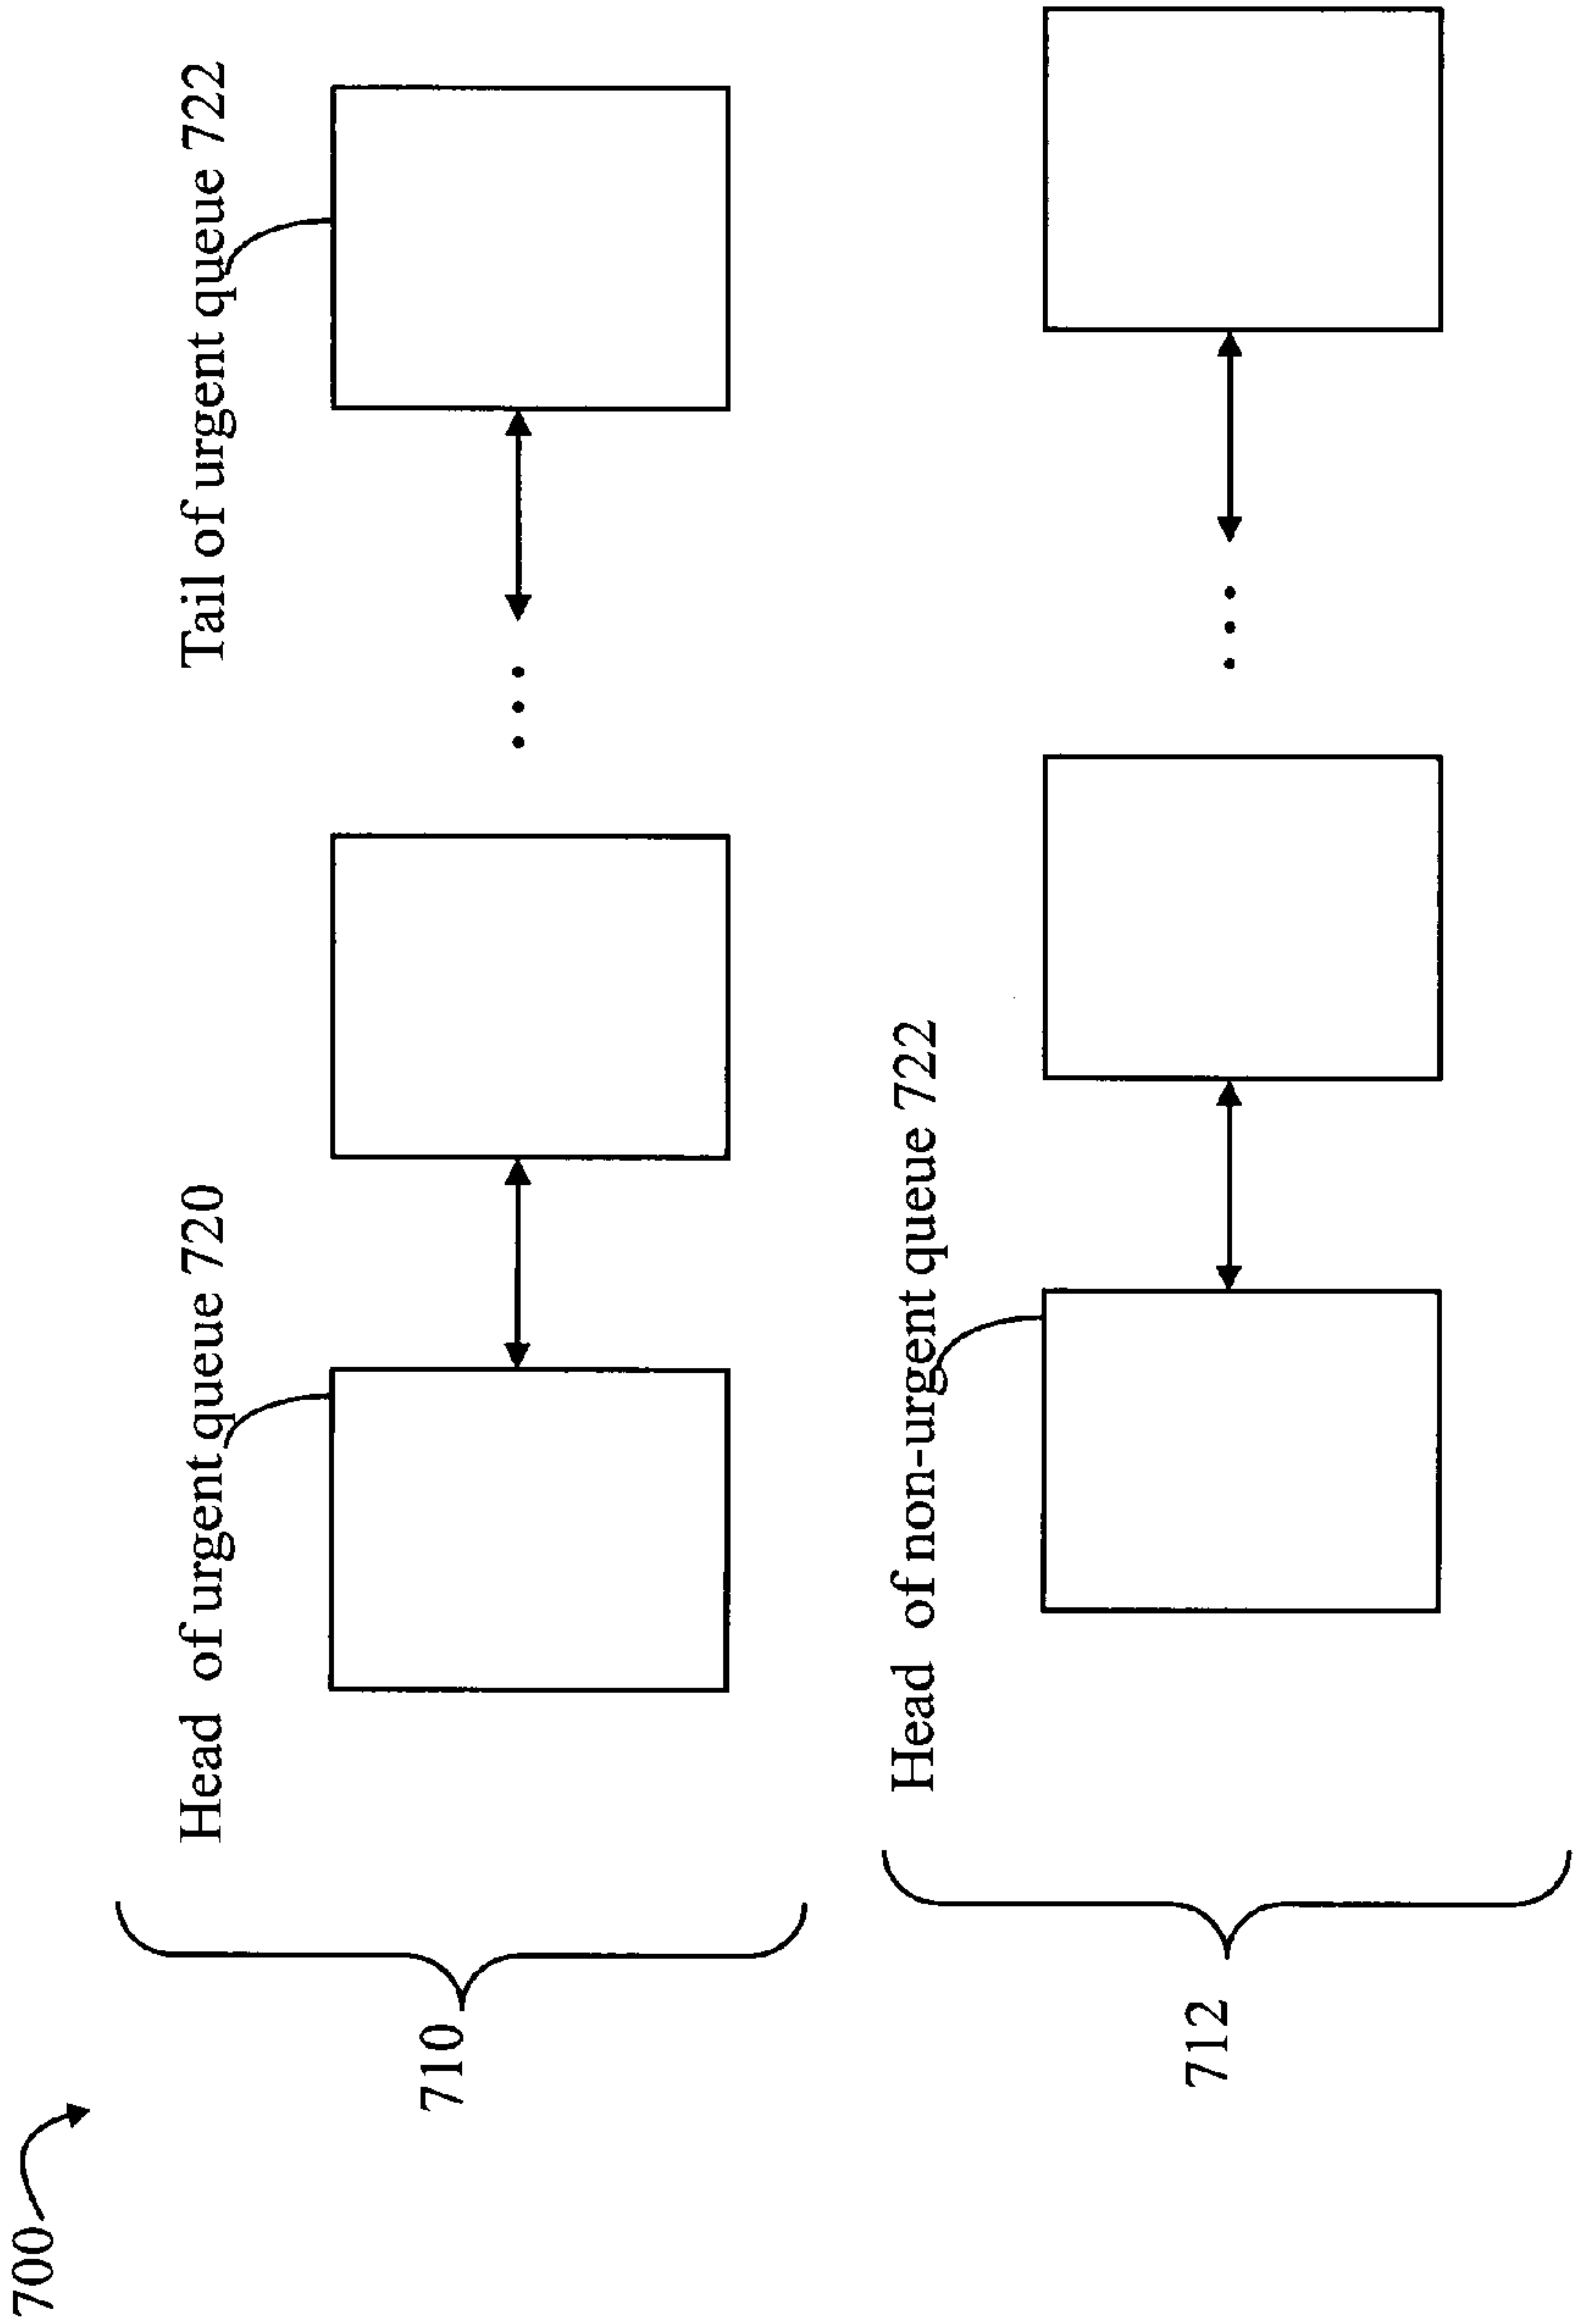 700
710
Head of urgent queue 720
Tail of urgent queue 722
712
Head of non-urgent queue 722